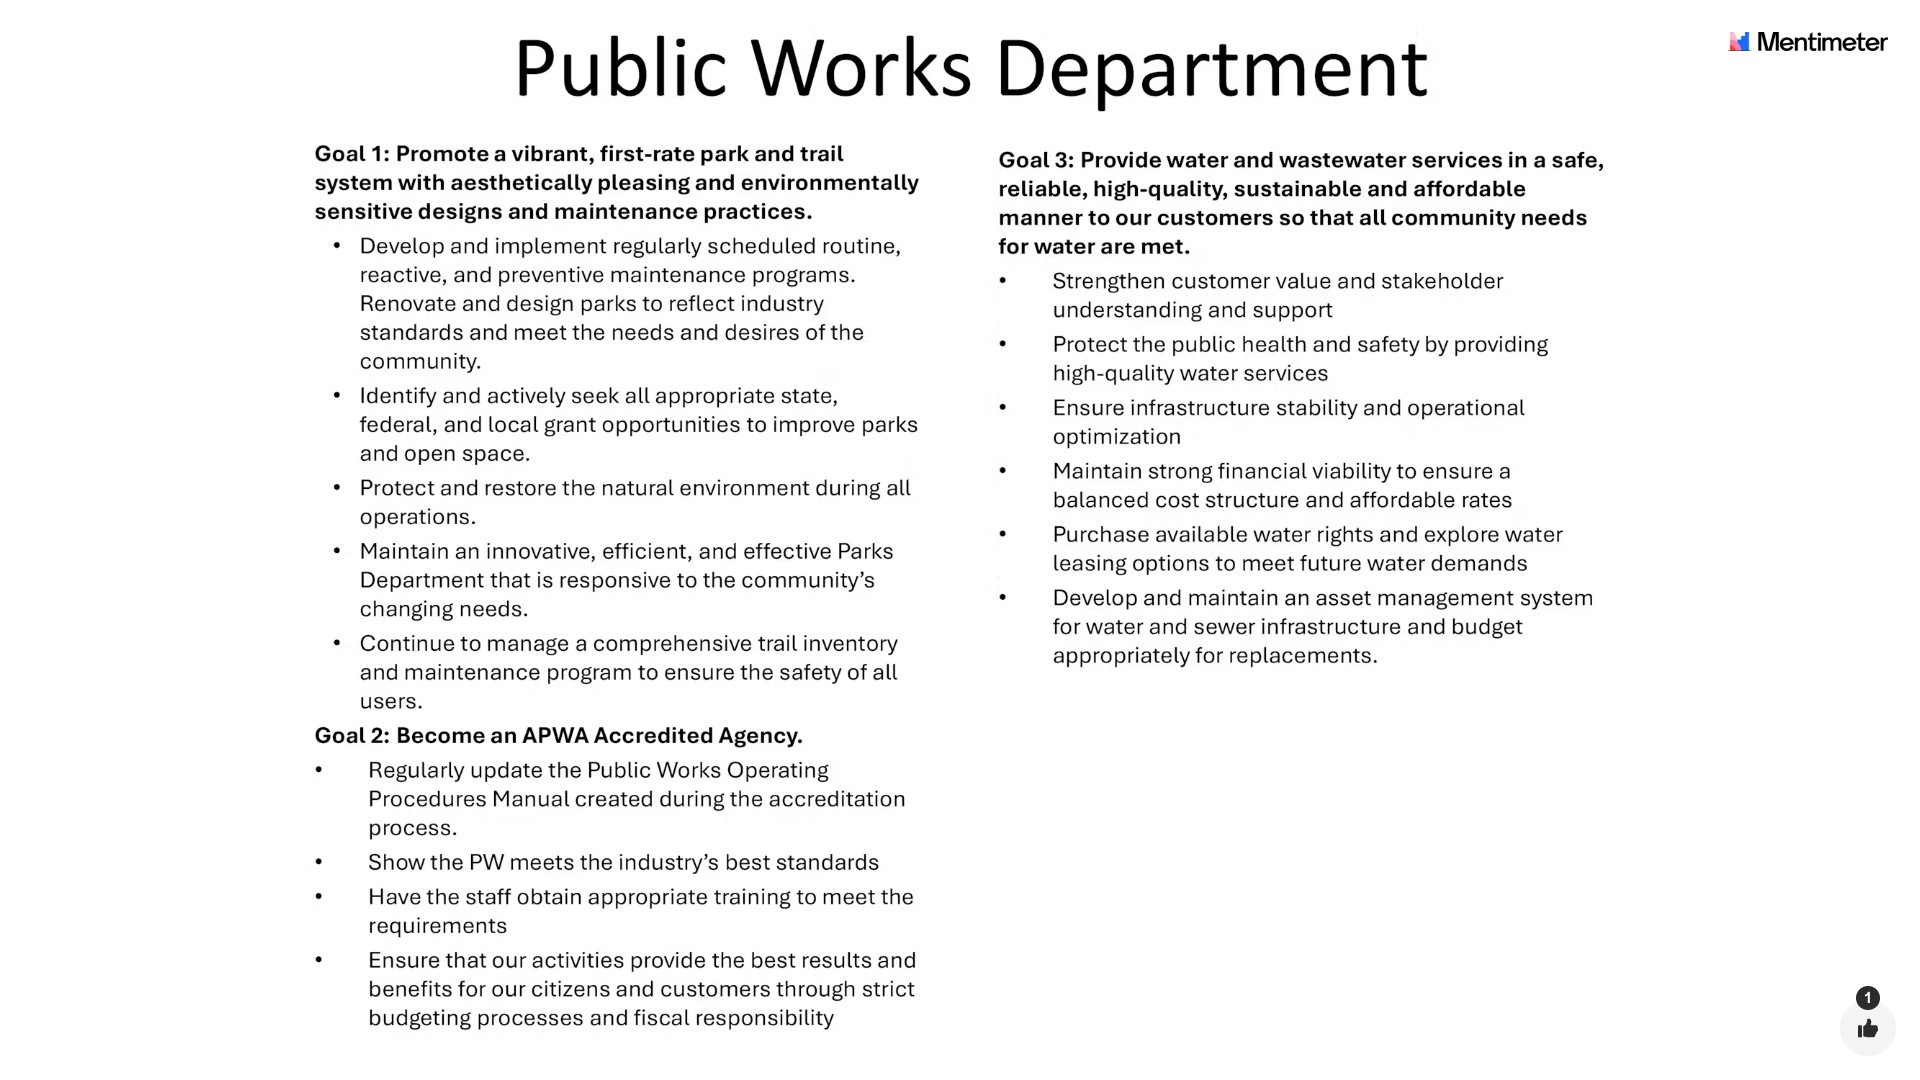 Public Works Department
Mentimeter
Goal 1: Promote a vibrant, first-rate park and trail
system with aesthetically pleasing and environmentally
sensitive designs and maintenance practices.
• Develop and implement regularly scheduled routine,
reactive, and preventive maintenance programs.
Renovate and design parks to reflect industry
standards and meet the needs and desires of the
community.
• Identify and actively seek all appropriate state,
federal, and local grant opportunities to improve parks
and open space.
• Protect and restore the natural environment during all
operations.
• Maintain an innovative, efficient, and effective Parks
Department that is responsive to the community’s
changing needs.
• Continue to manage a comprehensive trail inventory
and maintenance program to ensure the safety of all
users.
Goal 2: Become an APWA Accredited Agency.
• Regularly update the Public Works Operating
Procedures Manual created during the accreditation
process.
• Show the PW meets the industry’s best standards
• Have the staff obtain appropriate training to meet the
requirements
• Ensure that our activities provide the best results and
benefits for our citizens and customers through strict
budgeting processes and fiscal responsibility
Goal 3: Provide water and wastewater services in a safe,
reliable, high-quality, sustainable and affordable
manner to our customers so that all community needs
for water are met.
• Strengthen customer value and stakeholder
understanding and support
• Protect the public health and safety by providing
high-quality water services
• Ensure infrastructure stability and operational
optimization
• Maintain strong financial viability to ensure a
balanced cost structure and affordable rates
• Purchase available water rights and explore water
leasing options to meet future water demands
• Develop and maintain an asset management system
for water and sewer infrastructure and budget
appropriately for replacements.
1